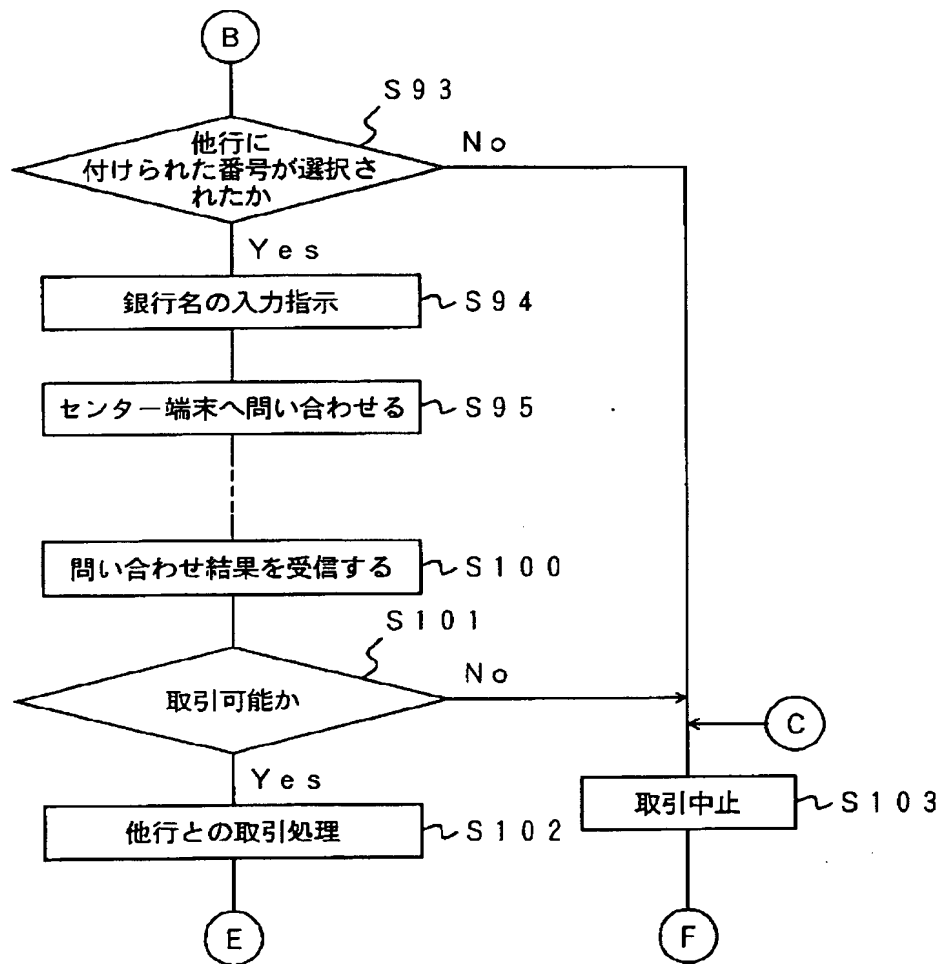 B
S93
他行に
付けられた番号が選択さ
れたか
No
Yes
銀行名の入力指示
S94
センター端末へ問い合わせる
S95
問い合わせ結果を受信する
S100
S101
取引可能か
No
C
Yes
他行との取引処理
S102
取引中止
S103
E
F